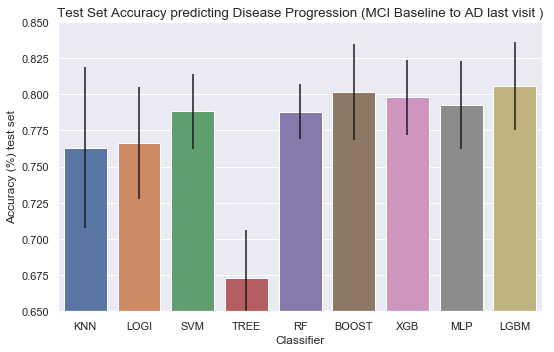 Test Set Accuracy predicting Disease Progression (MCI Baseline to AD last visit )
0.850
0.825
0.800
0.775
0.750
0.725
0.700
0.675
0.650
Accuracy (%) test set
KNN LOGI SVM TREE RF BOOST XGB MLP LGBM
Classifier